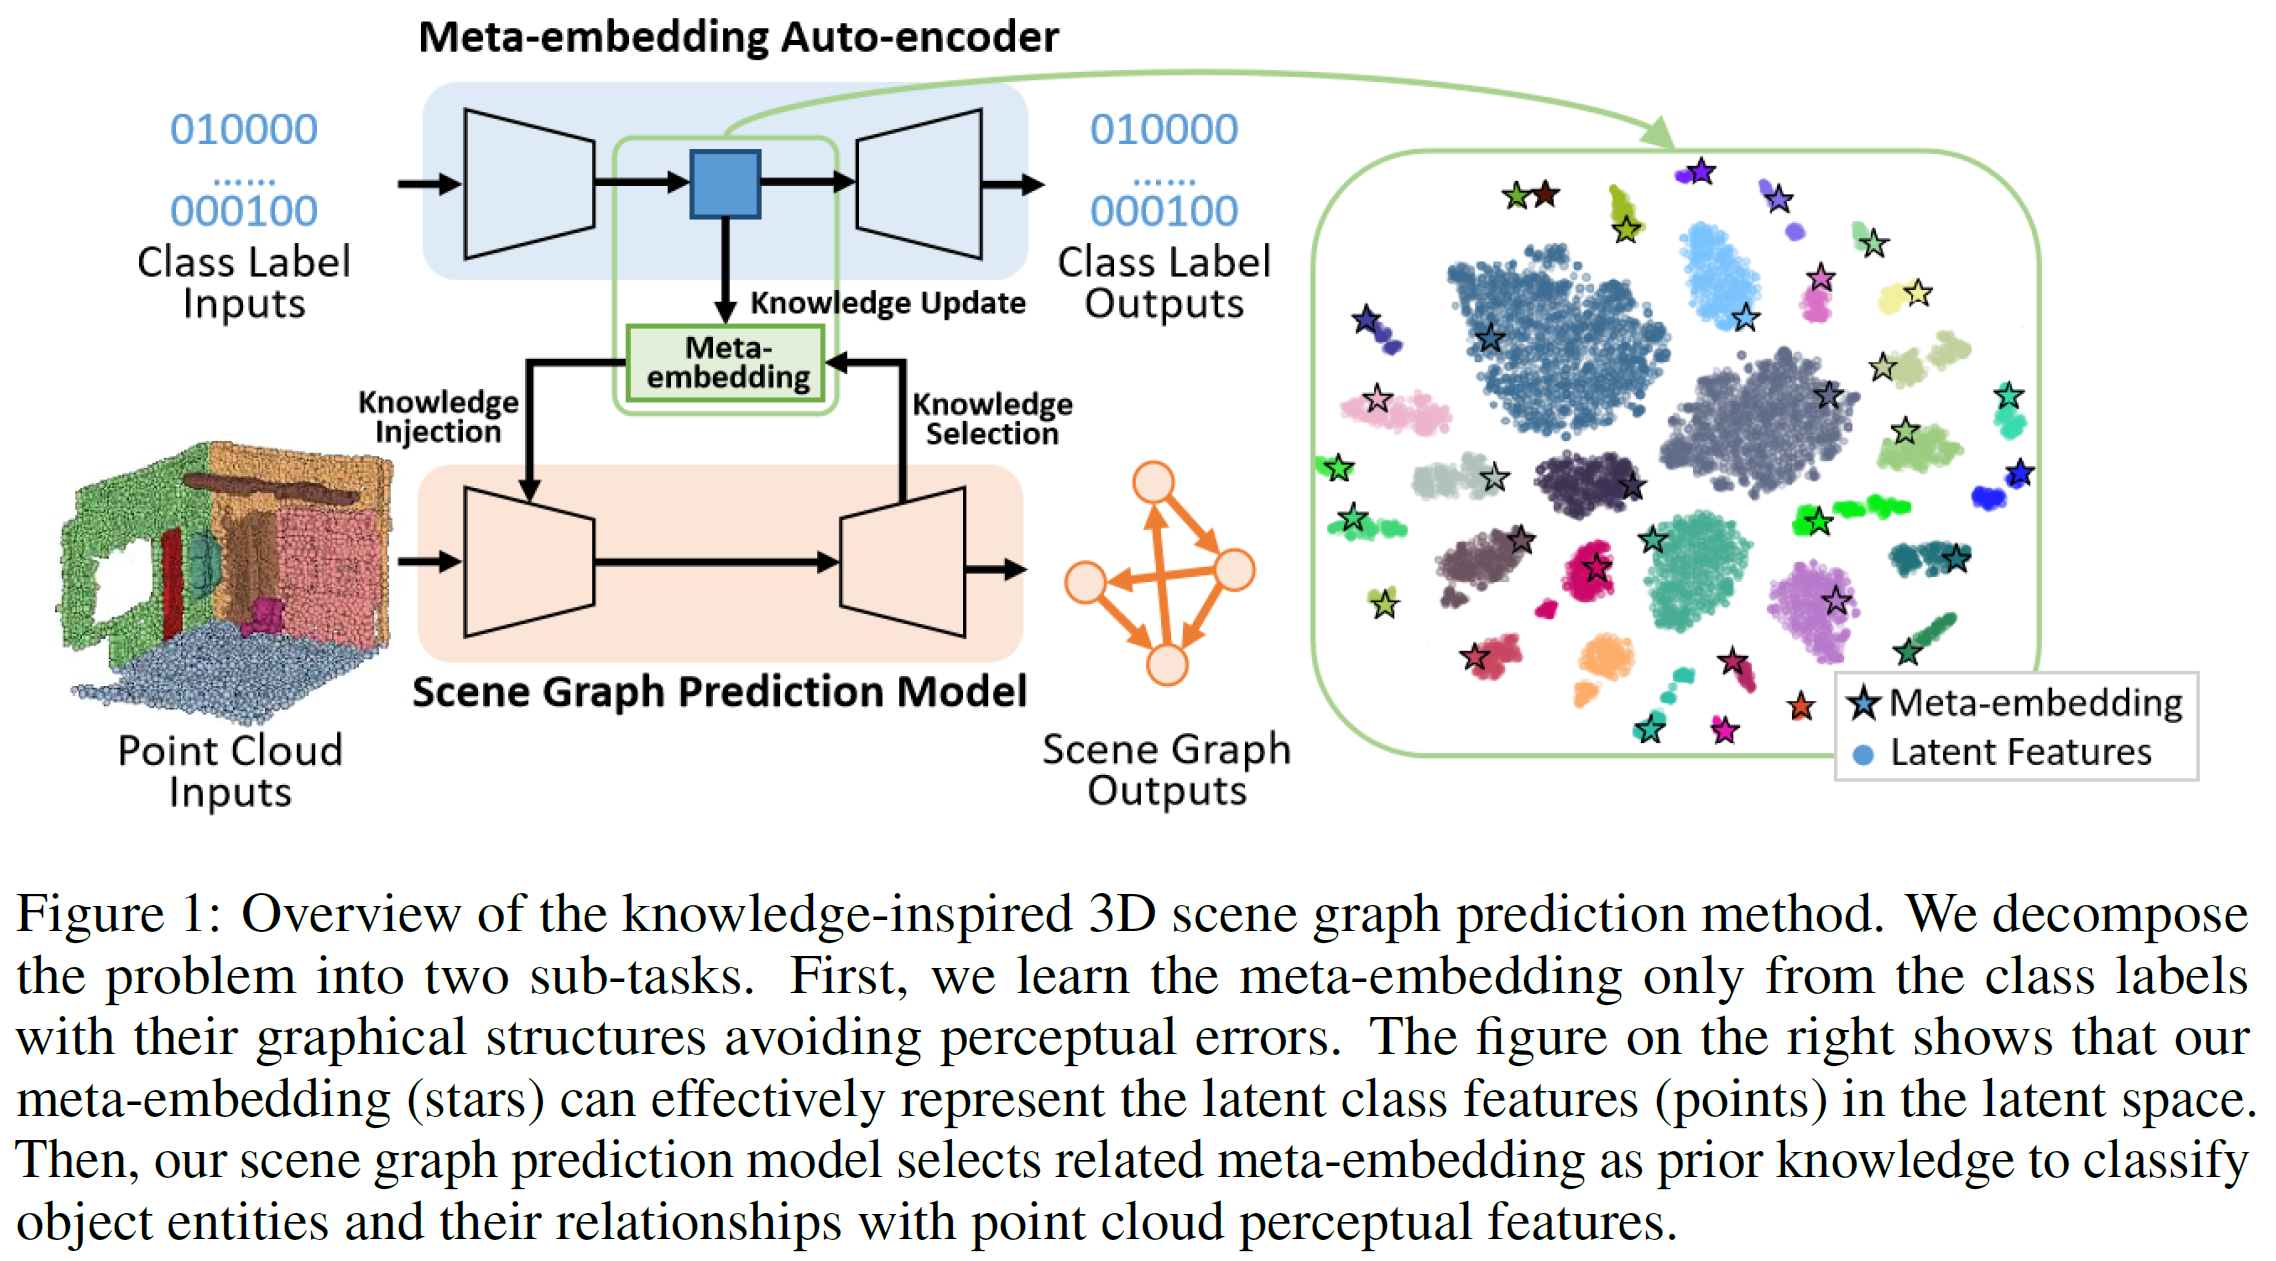 Meta-embedding Auto-encoder
010000
......
000100
Class Label
Inputs
010000
......
000100
Class Label
Outputs
Knowledge Update
Meta-
embedding
Knowledge
Injection
Knowledge
Selection
Point Cloud
Inputs
Scene Graph Prediction Model
Scene Graph
Outputs
Meta-embedding
Latent Features
Figure 1: Overview of the knowledge-inspired 3D scene graph prediction method. We decompose
the problem into two sub-tasks. First, we learn the meta-embedding only from the class labels
with their graphical structures avoiding perceptual errors. The figure on the right shows that our
meta-embedding (stars) can effectively represent the latent class features (points) in the latent space.
Then, our scene graph prediction model selects related meta-embedding as prior knowledge to classify
object entities and their relationships with point cloud perceptual features.